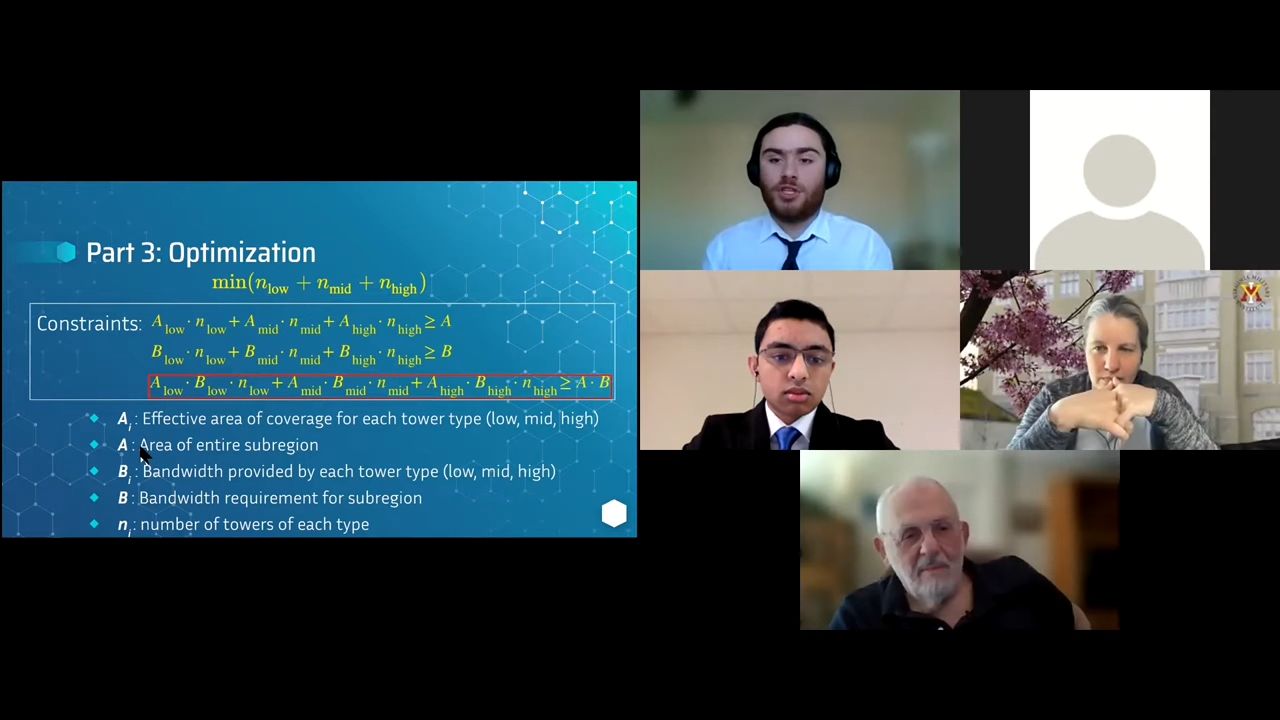 Part 3: Optimization
min(n_low + n_mid + n_high)
Constraints: A_low · n_low + A_mid · n_mid + A_high · n_high ≥ A
B_low · n_low + B_mid · n_mid + B_high · n_high ≥ B
A_low · B_low · n_low + A_mid · B_mid · n_mid + A_high · B_high · n_high ≥ A · B
A_i : Effective area of coverage for each tower type (low, mid, high)
A : Area of entire subregion
B_i : Bandwidth provided by each tower type (low, mid, high)
B : Bandwidth requirement for subregion
n_i : number of towers of each type